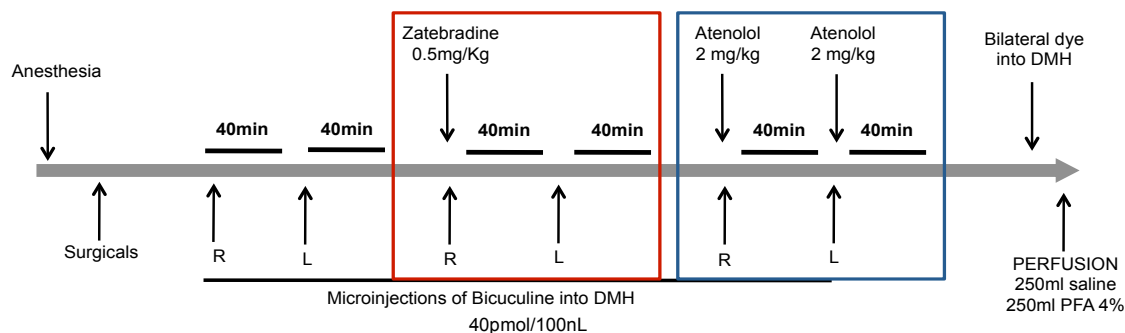 Zatebradine
0.5mg/Kg
Atenolol
2 mg/kg
Atenolol
2 mg/kg
Bilateral dye
into DMH
Anesthesia
40min
40min
40min
40min
40min
40min
Surgicals
R
L
R
L
R
L
Microinjections of Bicuculine into DMH
40pmol/100nL
PERFUSION
250ml saline
250ml PFA 4%